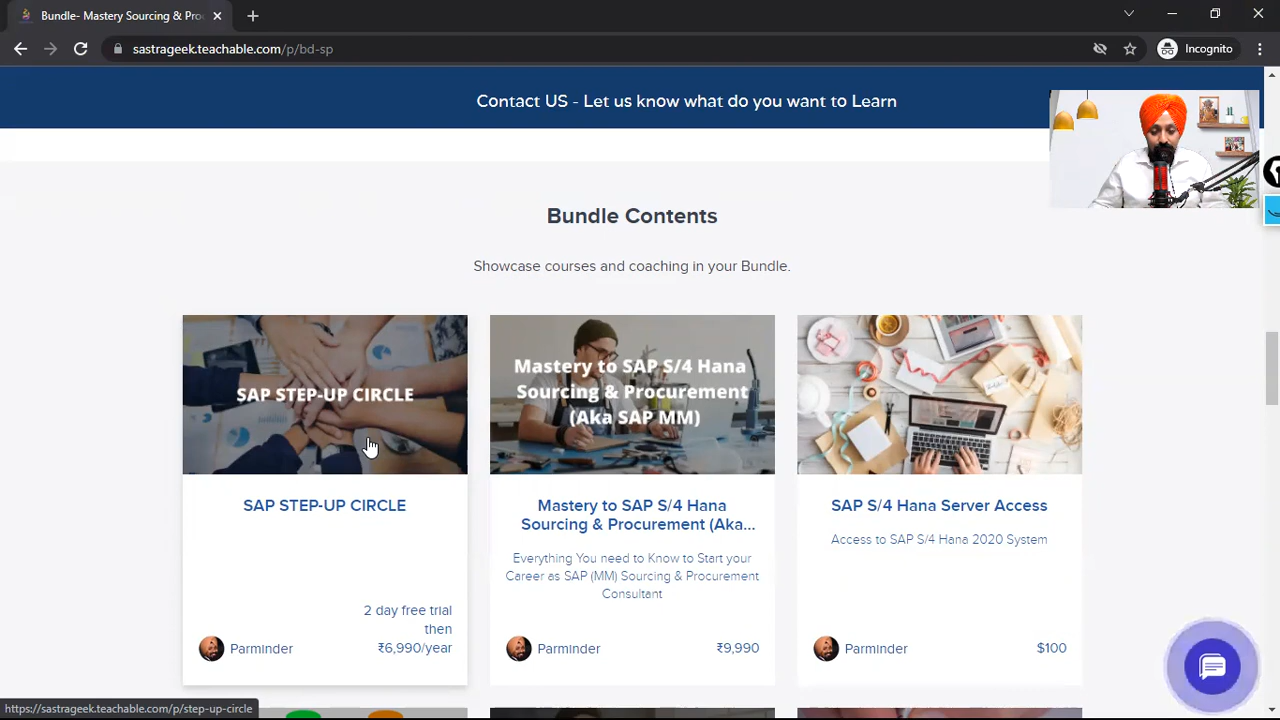 Bundle- Mastery Sourcing & Pro
sastrageek.teachable.com/p/bd-sp
Incognito
Contact US - Let us know what do you want to Learn
Bundle Contents
Showcase courses and coaching in your Bundle.
SAP STEP-UP CIRCLE
Mastery to SAP S/4 Hana
Sourcing & Procurement
(Aka SAP MM)
SAP STEP-UP CIRCLE
2 day free trial
then
Parminder
₹6,990/year
Mastery to SAP S/4 Hana
Sourcing & Procurement (Aka...
Everything You need to Know to Start your
Career as SAP (MM) Sourcing & Procurement
Consultant
Parminder
₹9,990
SAP S/4 Hana Server Access
Access to SAP S/4 Hana 2020 System
Parminder
$100
https://sastrageek.teachable.com/p/step-up-circle